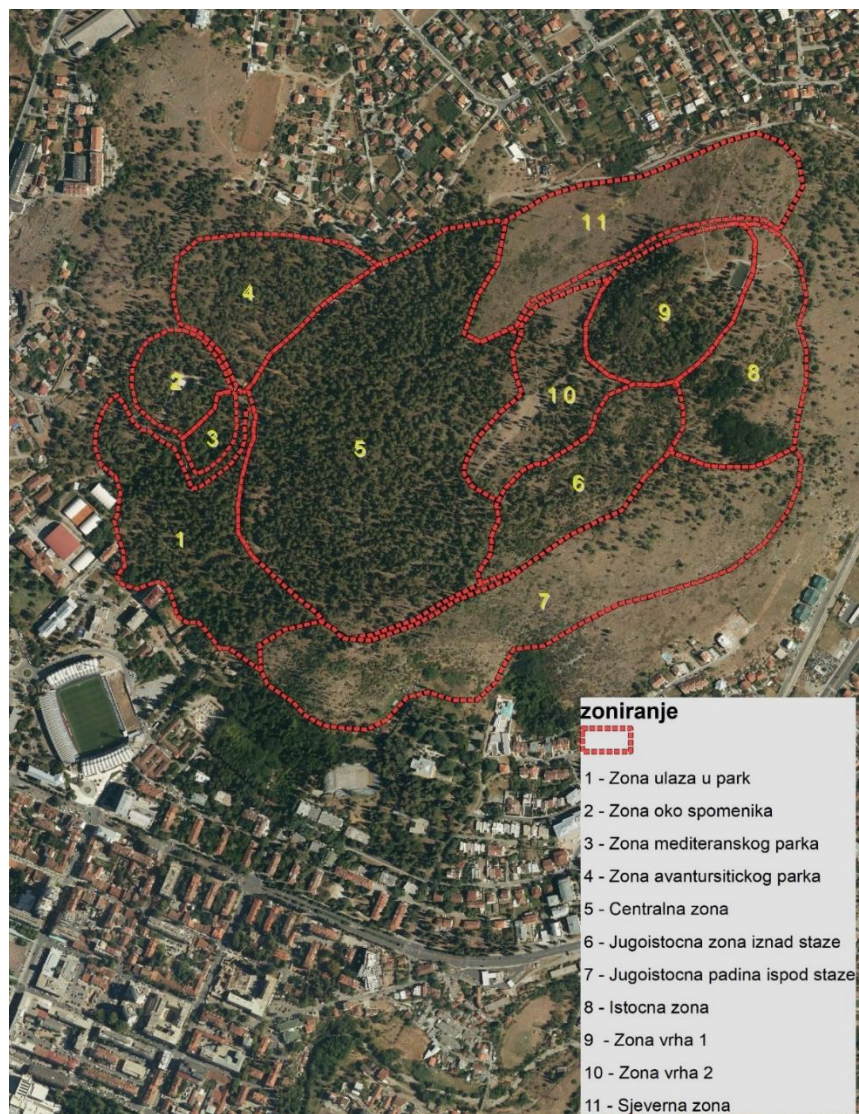 11
4
9
2
8
10
3
5
6
1
7
zoniranje
1 - Zona ulaza u park
2 - Zona oko spomenika
3 - Zona mediteranskog parka
4 - Zona avantursitickog parka
5 - Centralna zona
6 - Jugoistocna zona iznad staze
7 - Jugoistocna padina ispod staze
8 - Istocna zona
9 - Zona vrha 1
10 - Zona vrha 2
11 - Sjeverna zona